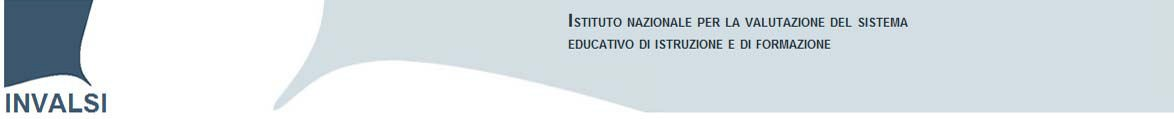 ISTITUTO NAZIONALE PER LA VALUTAZIONE DEL SISTEMA
EDUCATIVO DI ISTRUZIONE E DI FORMAZIONE
INVALSI